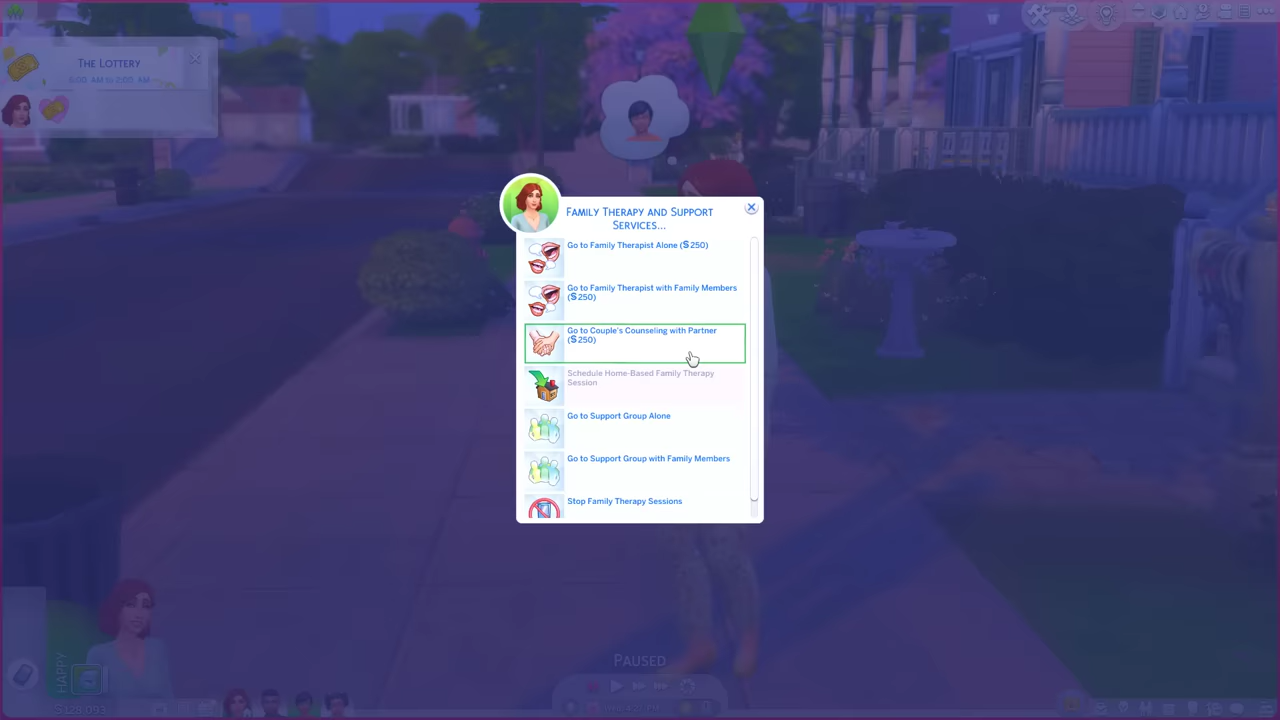 THE LOTTERY
6:00 AM TO 2:00 AM
FAMILY THERAPY AND SUPPORT
SERVICES...
Go to Family Therapist Alone (§250)
Go to Family Therapist with Family Members
(§250)
Go to Couple's Counseling with Partner
(§250)
Schedule Home-Based Family Therapy
Session
Go to Support Group Alone
Go to Support Group with Family Members
Stop Family Therapy Sessions
PAUSED
HAPPY
§128,093